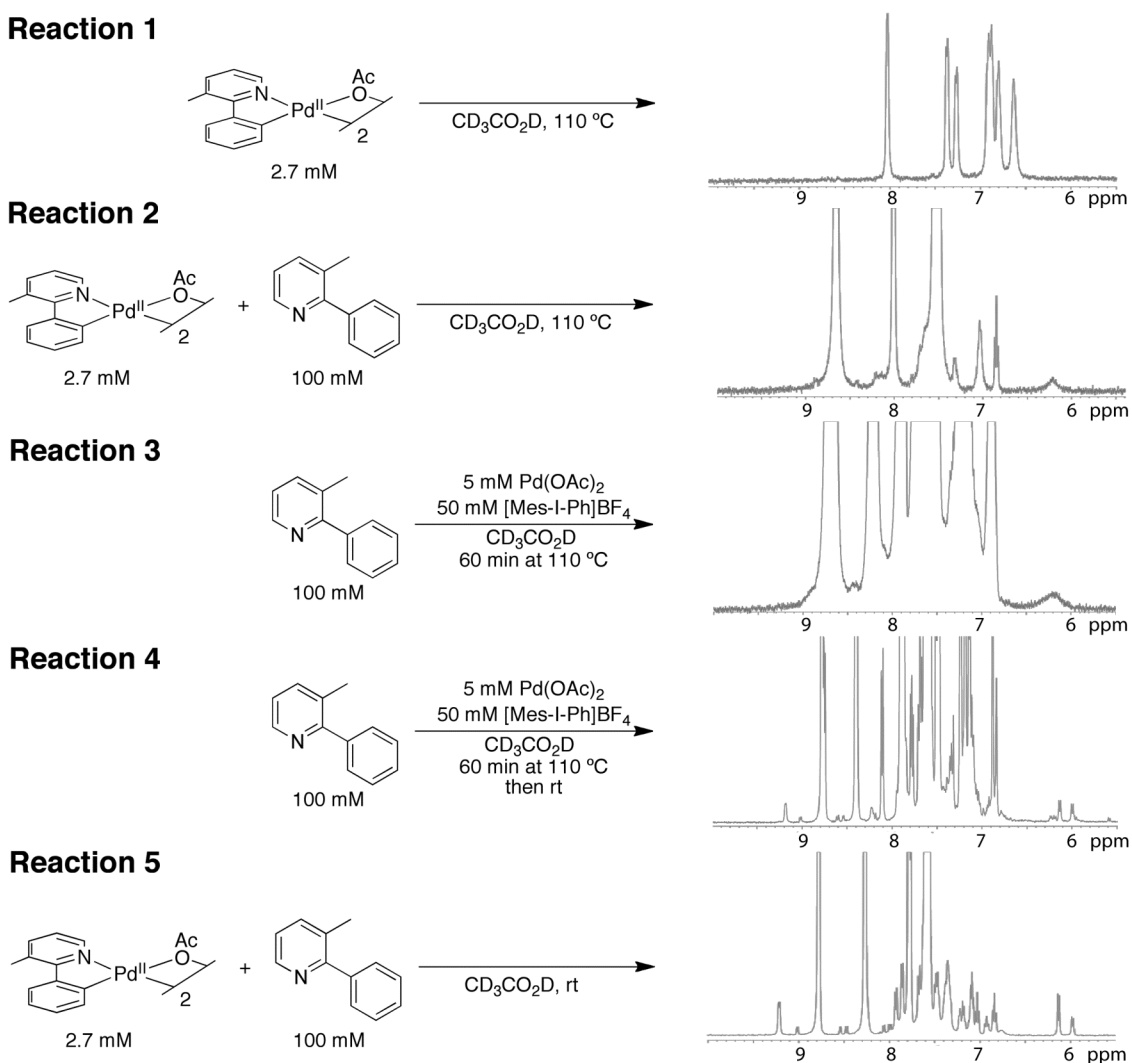 Reaction 1
Ac
N
O
Pd^II
2
CD₃CO₂D, 110 ºC
2.7 mM
9 8 7 6 ppm
Reaction 2
Ac
N
O
Pd^II
2
+
N
CD₃CO₂D, 110 ºC
2.7 mM
100 mM
9 8 7 6 ppm
Reaction 3
5 mM Pd(OAc)₂
50 mM [Mes-I-Ph]BF₄
N
CD₃CO₂D
60 min at 110 ºC
100 mM
9 8 7 6 ppm
Reaction 4
5 mM Pd(OAc)₂
50 mM [Mes-I-Ph]BF₄
N
CD₃CO₂D
60 min at 110 ºC
then rt
100 mM
9 8 7 6 ppm
Reaction 5
Ac
N
O
Pd^II
2
+
N
CD₃CO₂D, rt
2.7 mM
100 mM
9 8 7 6 ppm